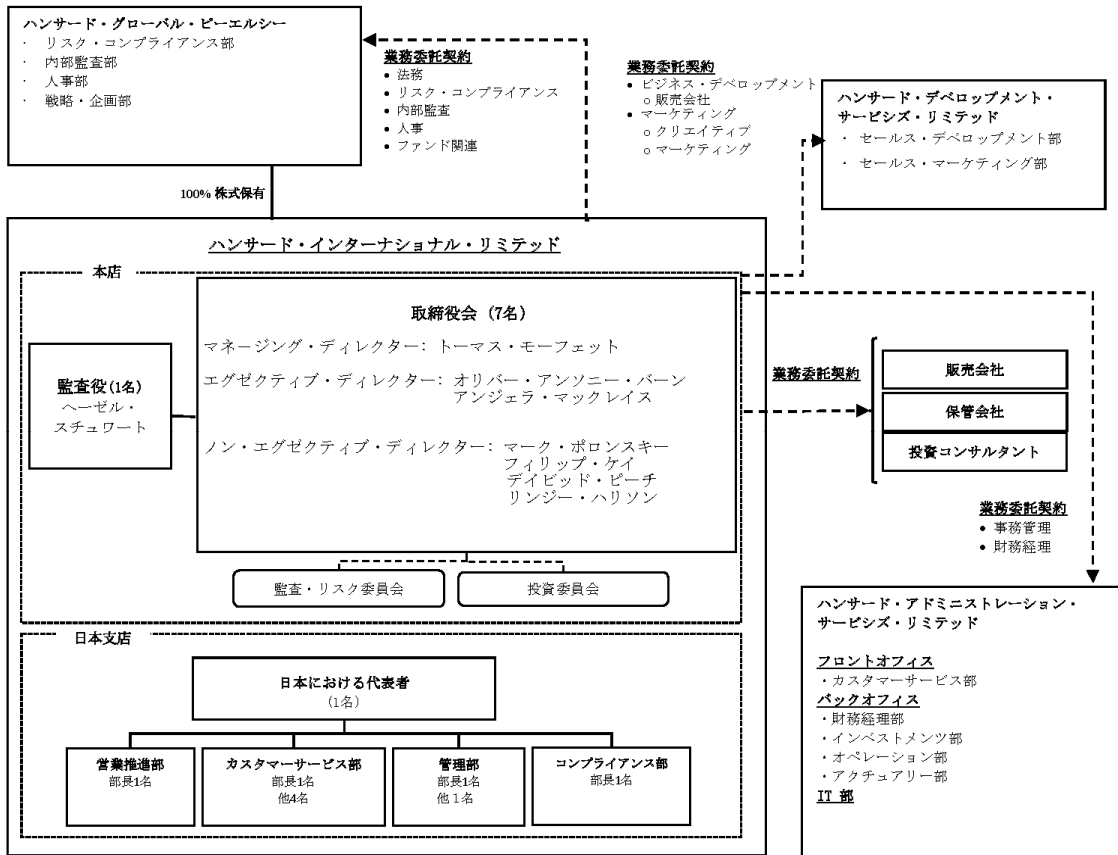 ハンサード・グローバル・ピーエルシー
· リスク・コンプライアンス部
· 内部監査部
· 人事部
· 戦略・企画部
業務委託契約
• 法務
• リスク・コンプライアンス
• 内部監査
• 人事
• ファンド関連
業務委託契約
• ビジネス・デベロップメント
o 販売会社
• マーケティング
o クリエイティブ
o マーケティング
ハンサード・デベロップメント・
サービシズ・リミテッド
· セールス・デベロップメント部
· セールス・マーケティング部
100% 株式保有
ハンサード・インターナショナル・リミテッド
本店
取締役会 (7名)
マネージング・ディレクター: トーマス・モーフェット
エグゼクティブ・ディレクター: オリバー・アンソニー・バーン
アンジェラ・マックレイス
ノン・エグゼクティブ・ディレクター: マーク・ポロンスキー
フィリップ・ケイ
デイビッド・ピーチ
リンジー・ハリソン
監査役(1名)
ヘーゼル・
スチュワート
監査・リスク委員会
投資委員会
業務委託契約
販売会社
保管会社
投資コンサルタント
業務委託契約
• 事務管理
• 財務経理
日本支店
日本における代表者
(1名)
営業推進部
部長1名
カスタマーサービス部
部長1名
他4名
管理部
部長1名
他1名
コンプライアンス部
部長1名
ハンサード・アドミニストレーション・
サービシズ・リミテッド
フロントオフィス
・カスタマーサービス部
バックオフィス
・財務経理部
・インベストメンツ部
・オペレーション部
・アクチュアリー部
IT 部